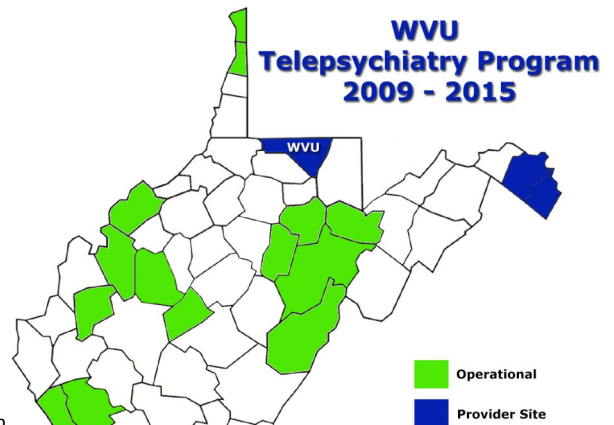 WVU
Telepsychiatry Program
2009 - 2015
WVU
Operational
Provider Site